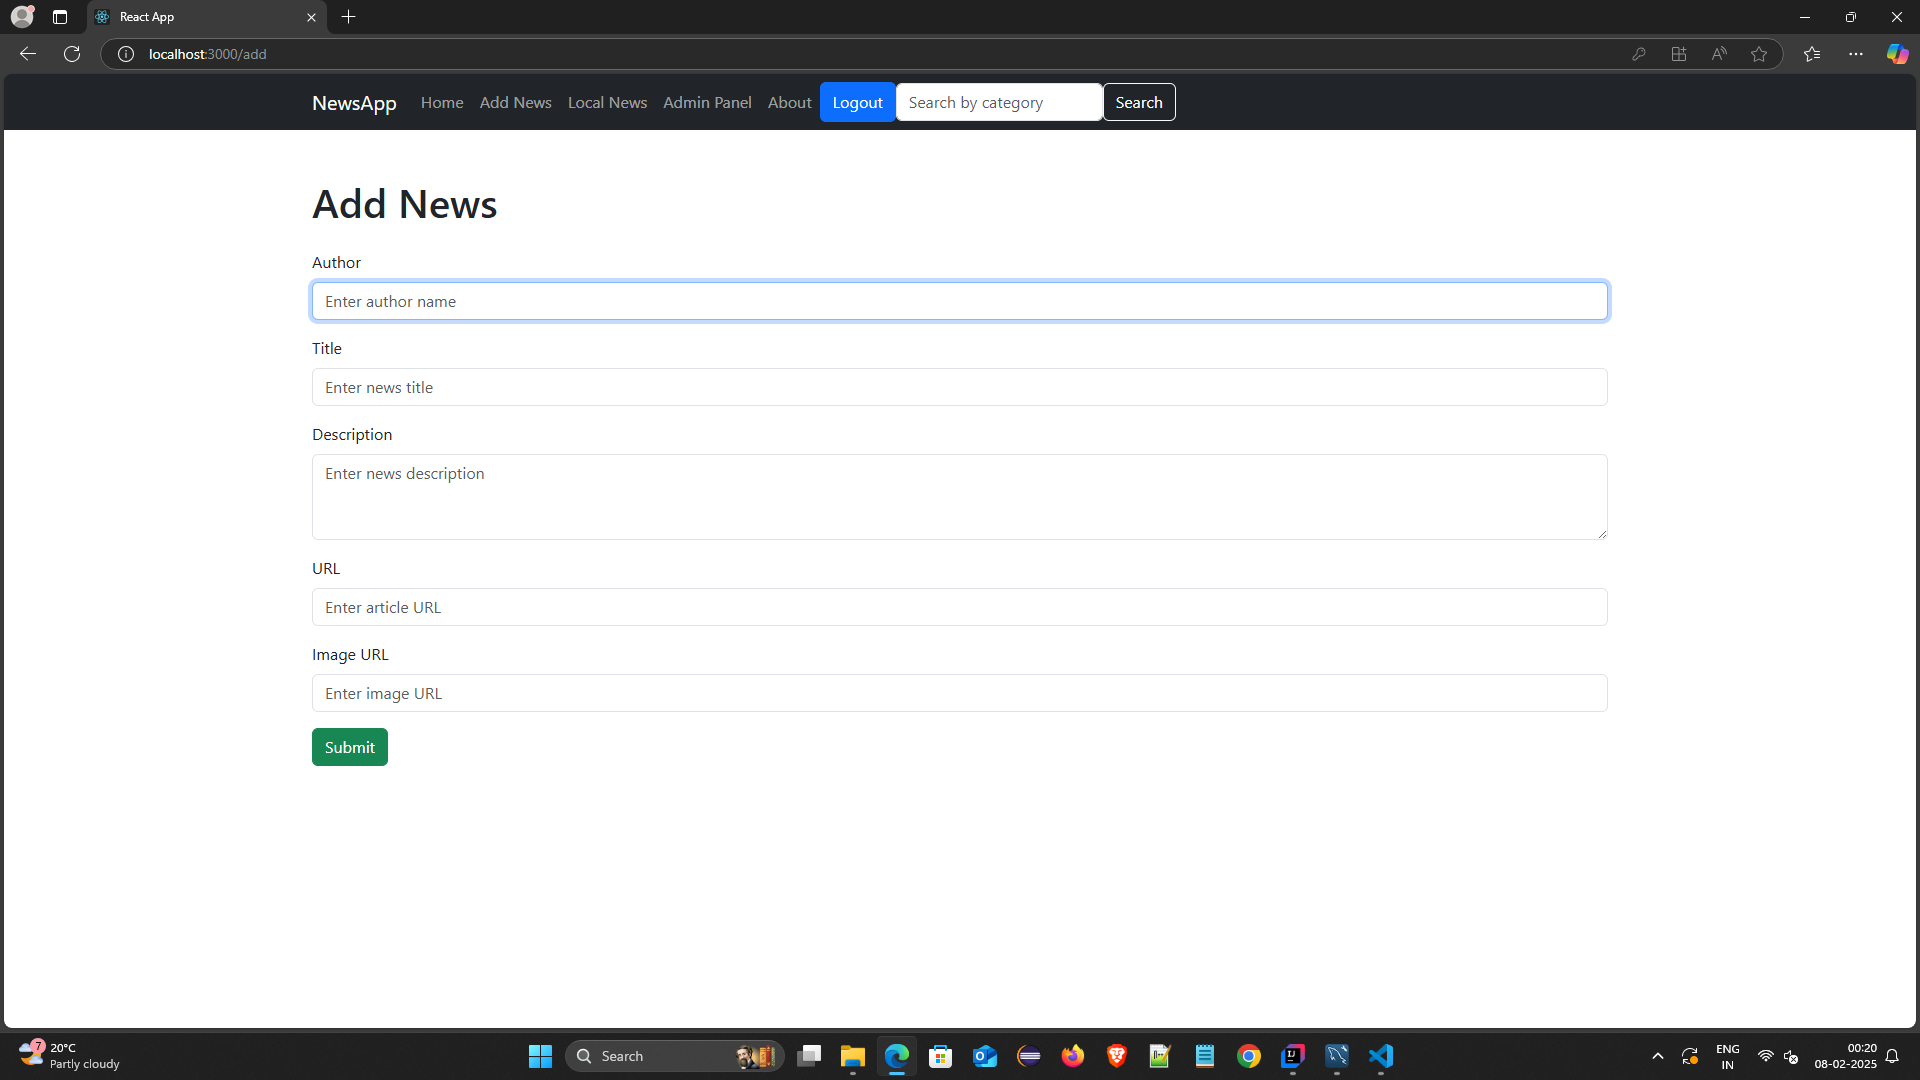 React App
localhost:3000/add
NewsApp Home Add News Local News Admin Panel About Logout Search by category Search
Add News
Author
Enter author name
Title
Enter news title
Description
Enter news description
URL
Enter article URL
Image URL
Enter image URL
Submit
7
20°C
Partly cloudy
Search
ENG
IN
00:20
08-02-2025